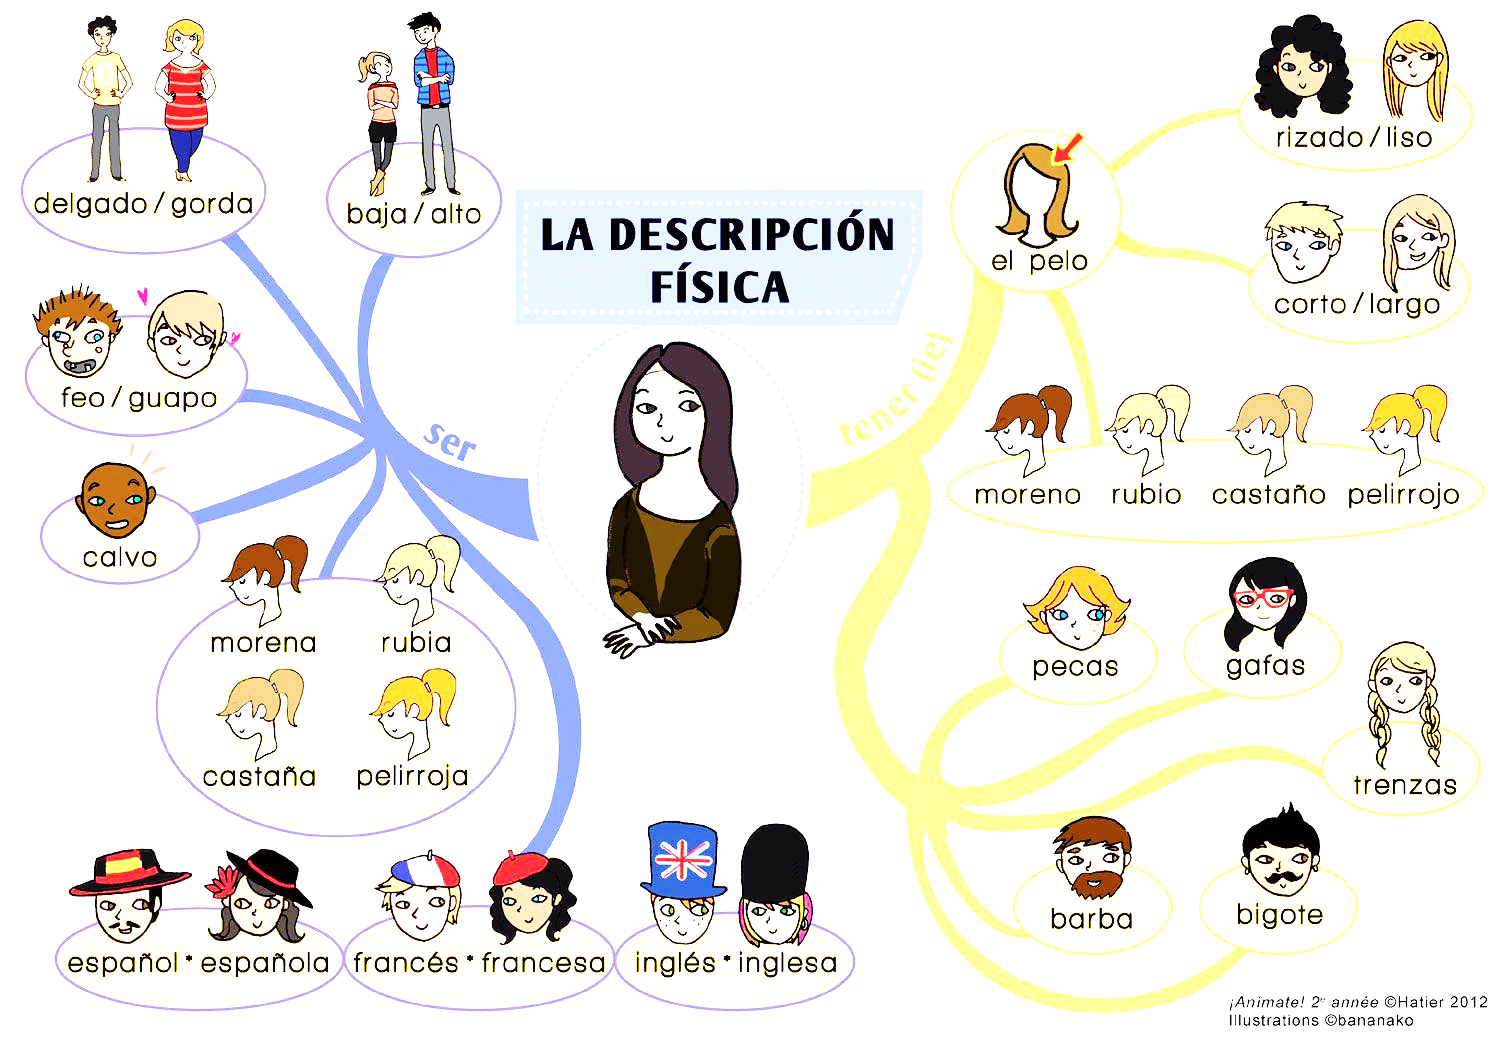 LA DESCRIPCIÓN
FÍSICA
delgado / gorda
baja / alto
feo / guapo
calvo
ser
morena
rubia
castaña
pelirroja
español * española
francés * francesa
inglés * inglesa
tener (ie)
el pelo
rizado / liso
corto / largo
moreno
rubio
castaño
pelirrojo
pecas
gafas
trenzas
barba
bigote
¡Anímate! 2e année ©Hatier 2012
Illustrations ©bananako